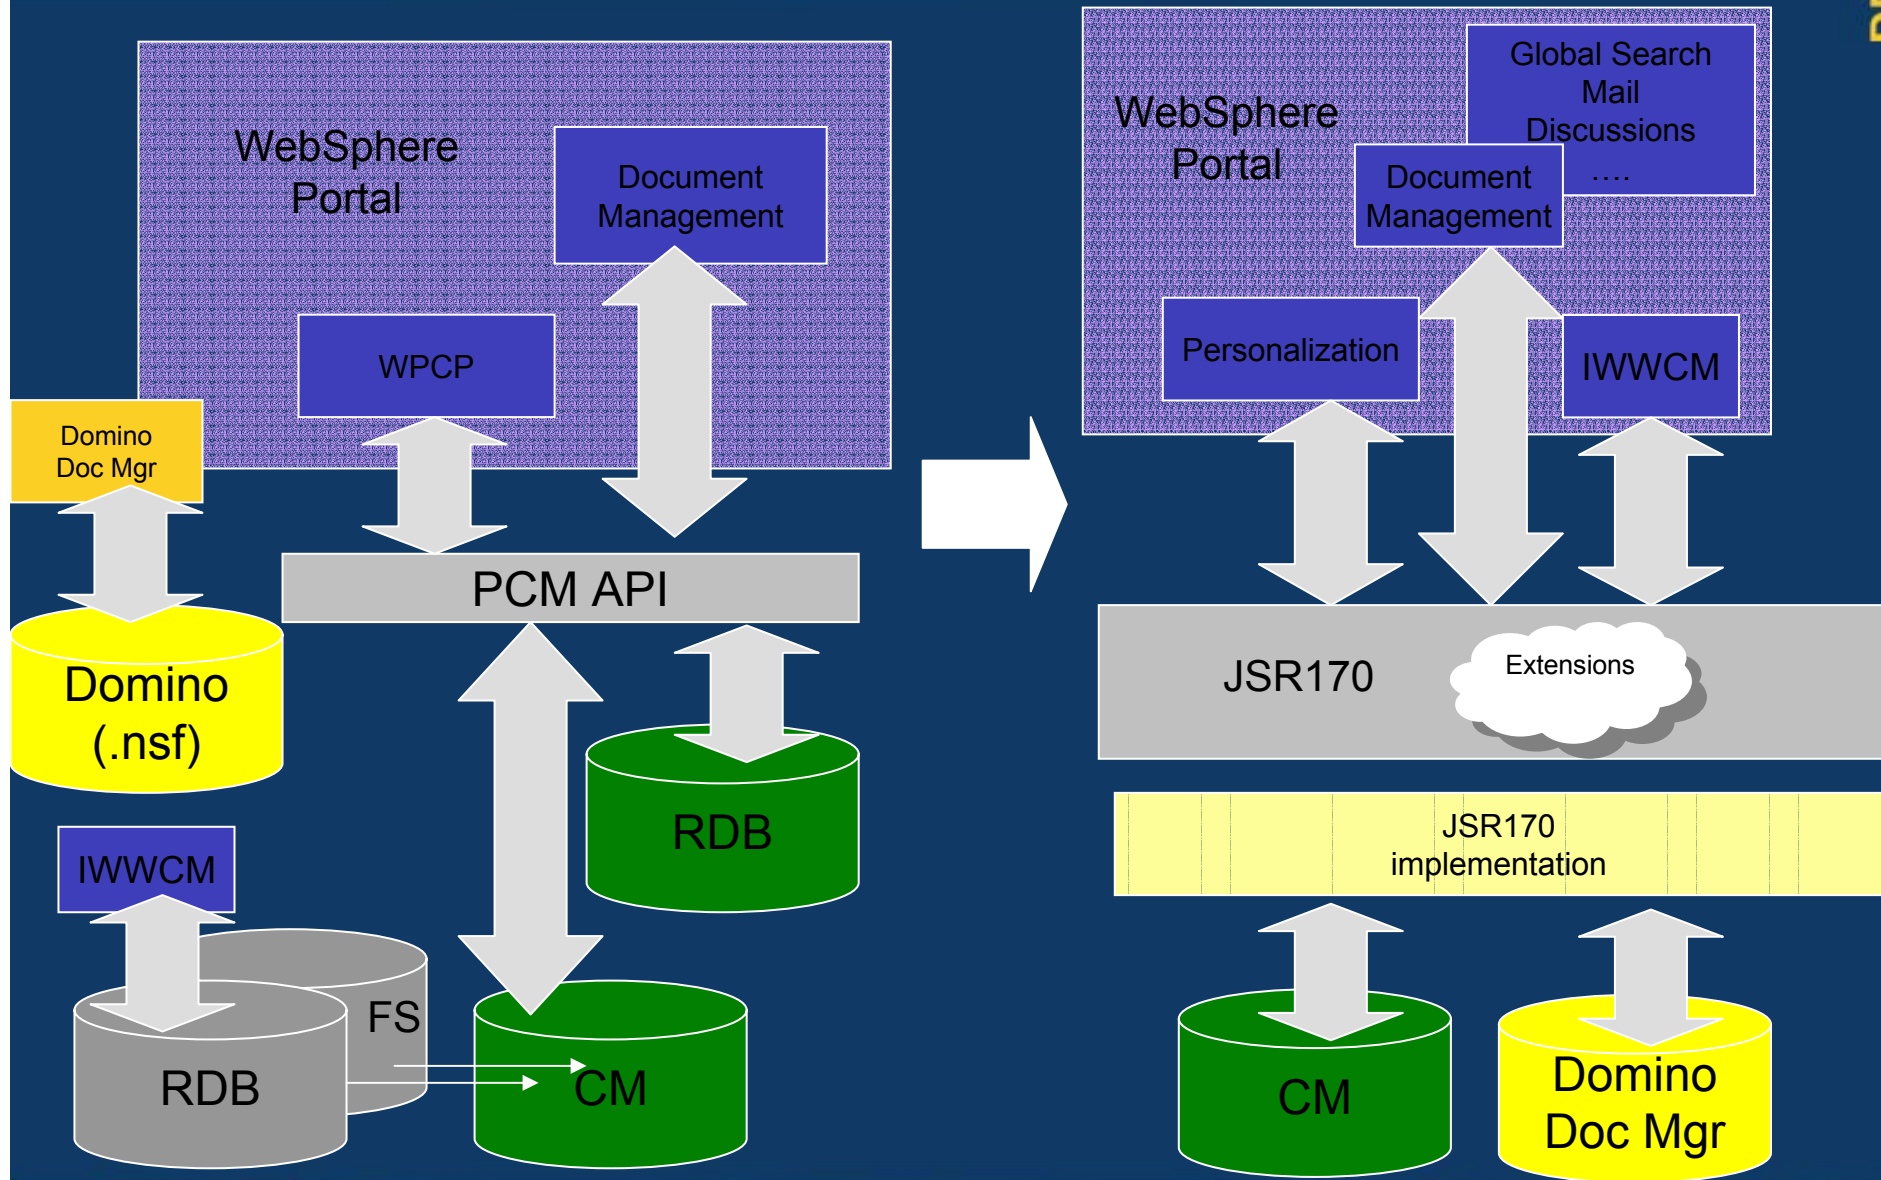 WebSphere
Portal
Document
Management
WPCP
Domino
Doc Mgr
PCM API
Domino
(.nsf)
RDB
IWWCM
FS
RDB
CM
Global Search
Mail
Discussions
....
WebSphere
Portal
Document
Management
Personalization
IWWCM
JSR170
Extensions
JSR170
implementation
CM
Domino
Doc Mgr